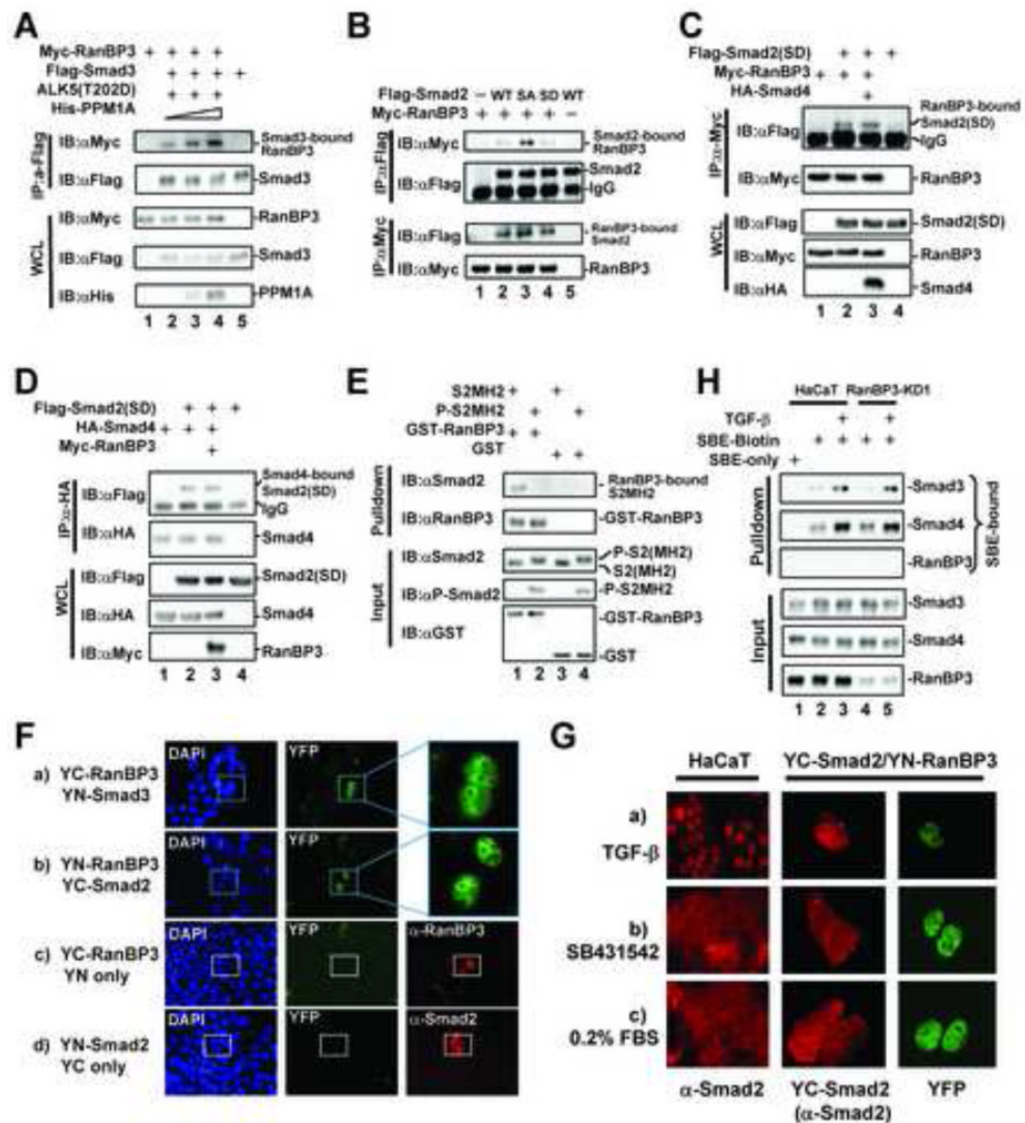 A
Myc-RanBP3 + + + + 
Flag-Smad3 + + + +
ALK5(T202D) + + +
His-PPM1A
IP:a-Flag
IB:αMyc Smad3-bound RanBP3
IB:αFlag Smad3
WCL
IB:αMyc RanBP3
IB:αFlag Smad3
IB:αHis PPM1A
1 2 3 4 5
B
Flag-Smad2 – WT SA SD WT
Myc-RanBP3 + + + + –
IP:αFlag
IB:αMyc Smad2-bound RanBP3
IB:αFlag Smad2
IgG
IP:αMyc
IB:αFlag RanBP3-bound Smad2
IB:αMyc RanBP3
1 2 3 4 5
C
Flag-Smad2(SD) + + +
Myc-RanBP3 + + +
HA-Smad4 +
IP:α-Myc
IB:αFlag RanBP3-bound Smad2(SD)
IgG
IB:αMyc RanBP3
WCL
IB:αFlag Smad2(SD)
IB:αMyc RanBP3
IB:αHA Smad4
1 2 3 4
D
Flag-Smad2(SD) + + +
HA-Smad4 + + +
Myc-RanBP3 +
IP:α-HA
IB:αFlag Smad4-bound Smad2(SD)
IgG
IB:αHA Smad4
WCL
IB:αFlag Smad2(SD)
IB:αHA Smad4
IB:αMyc RanBP3
1 2 3 4
E
S2MH2 + +
P-S2MH2 + +
GST-RanBP3 + +
GST + +
Pulldown
IB:αSmad2 RanBP3-bound S2MH2
IB:αRanBP3 -GST-RanBP3
Input
IB:αSmad2 P-S2(MH2)
S2(MH2)
IB:αP-Smad2 -P-S2MH2
IB:αGST -GST-RanBP3
-GST
1 2 3 4
H
HaCaT RanBP3-KD1
TGF-β + +
SBE-Biotin + + + +
SBE-only +
Pulldown
-Smad3
-Smad4
-RanBP3
SBE-bound
Input
-Smad3
-Smad4
-RanBP3
1 2 3 4 5
F
a) YC-RanBP3
YN-Smad3
DAPI YFP
b) YN-RanBP3
YC-Smad2
DAPI YFP
c) YC-RanBP3
YN only
DAPI YFP α-RanBP3
d) YN-Smad2
YC only
DAPI YFP α-Smad2
G
HaCaT YC-Smad2/YN-RanBP3
a)
TGF-β
b)
SB431542
c)
0.2% FBS
α-Smad2 YC-Smad2 YFP
(α-Smad2)